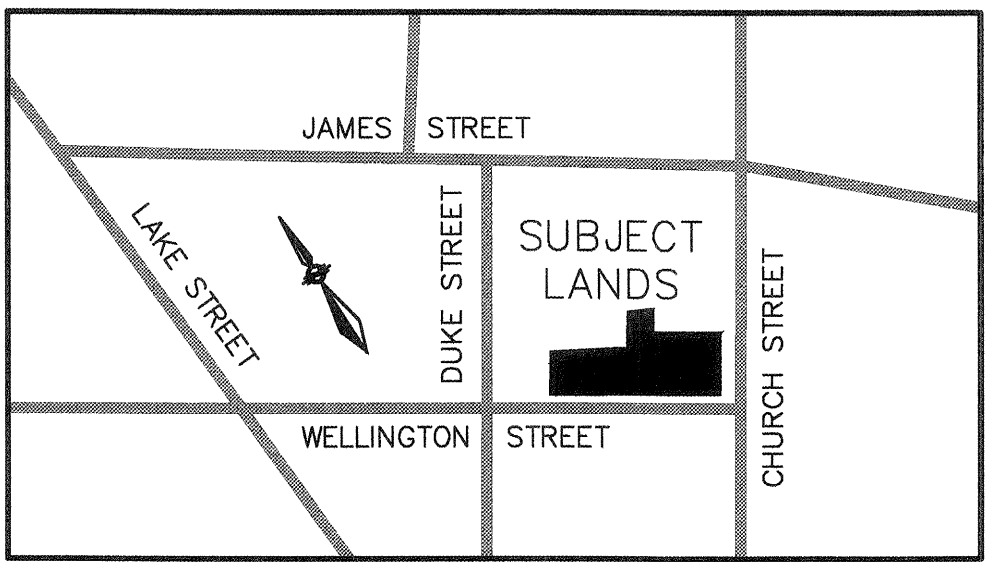 JAMES STREET
LAKE STREET
DUKE STREET
SUBJECT
LANDS
CHURCH STREET
WELLINGTON STREET